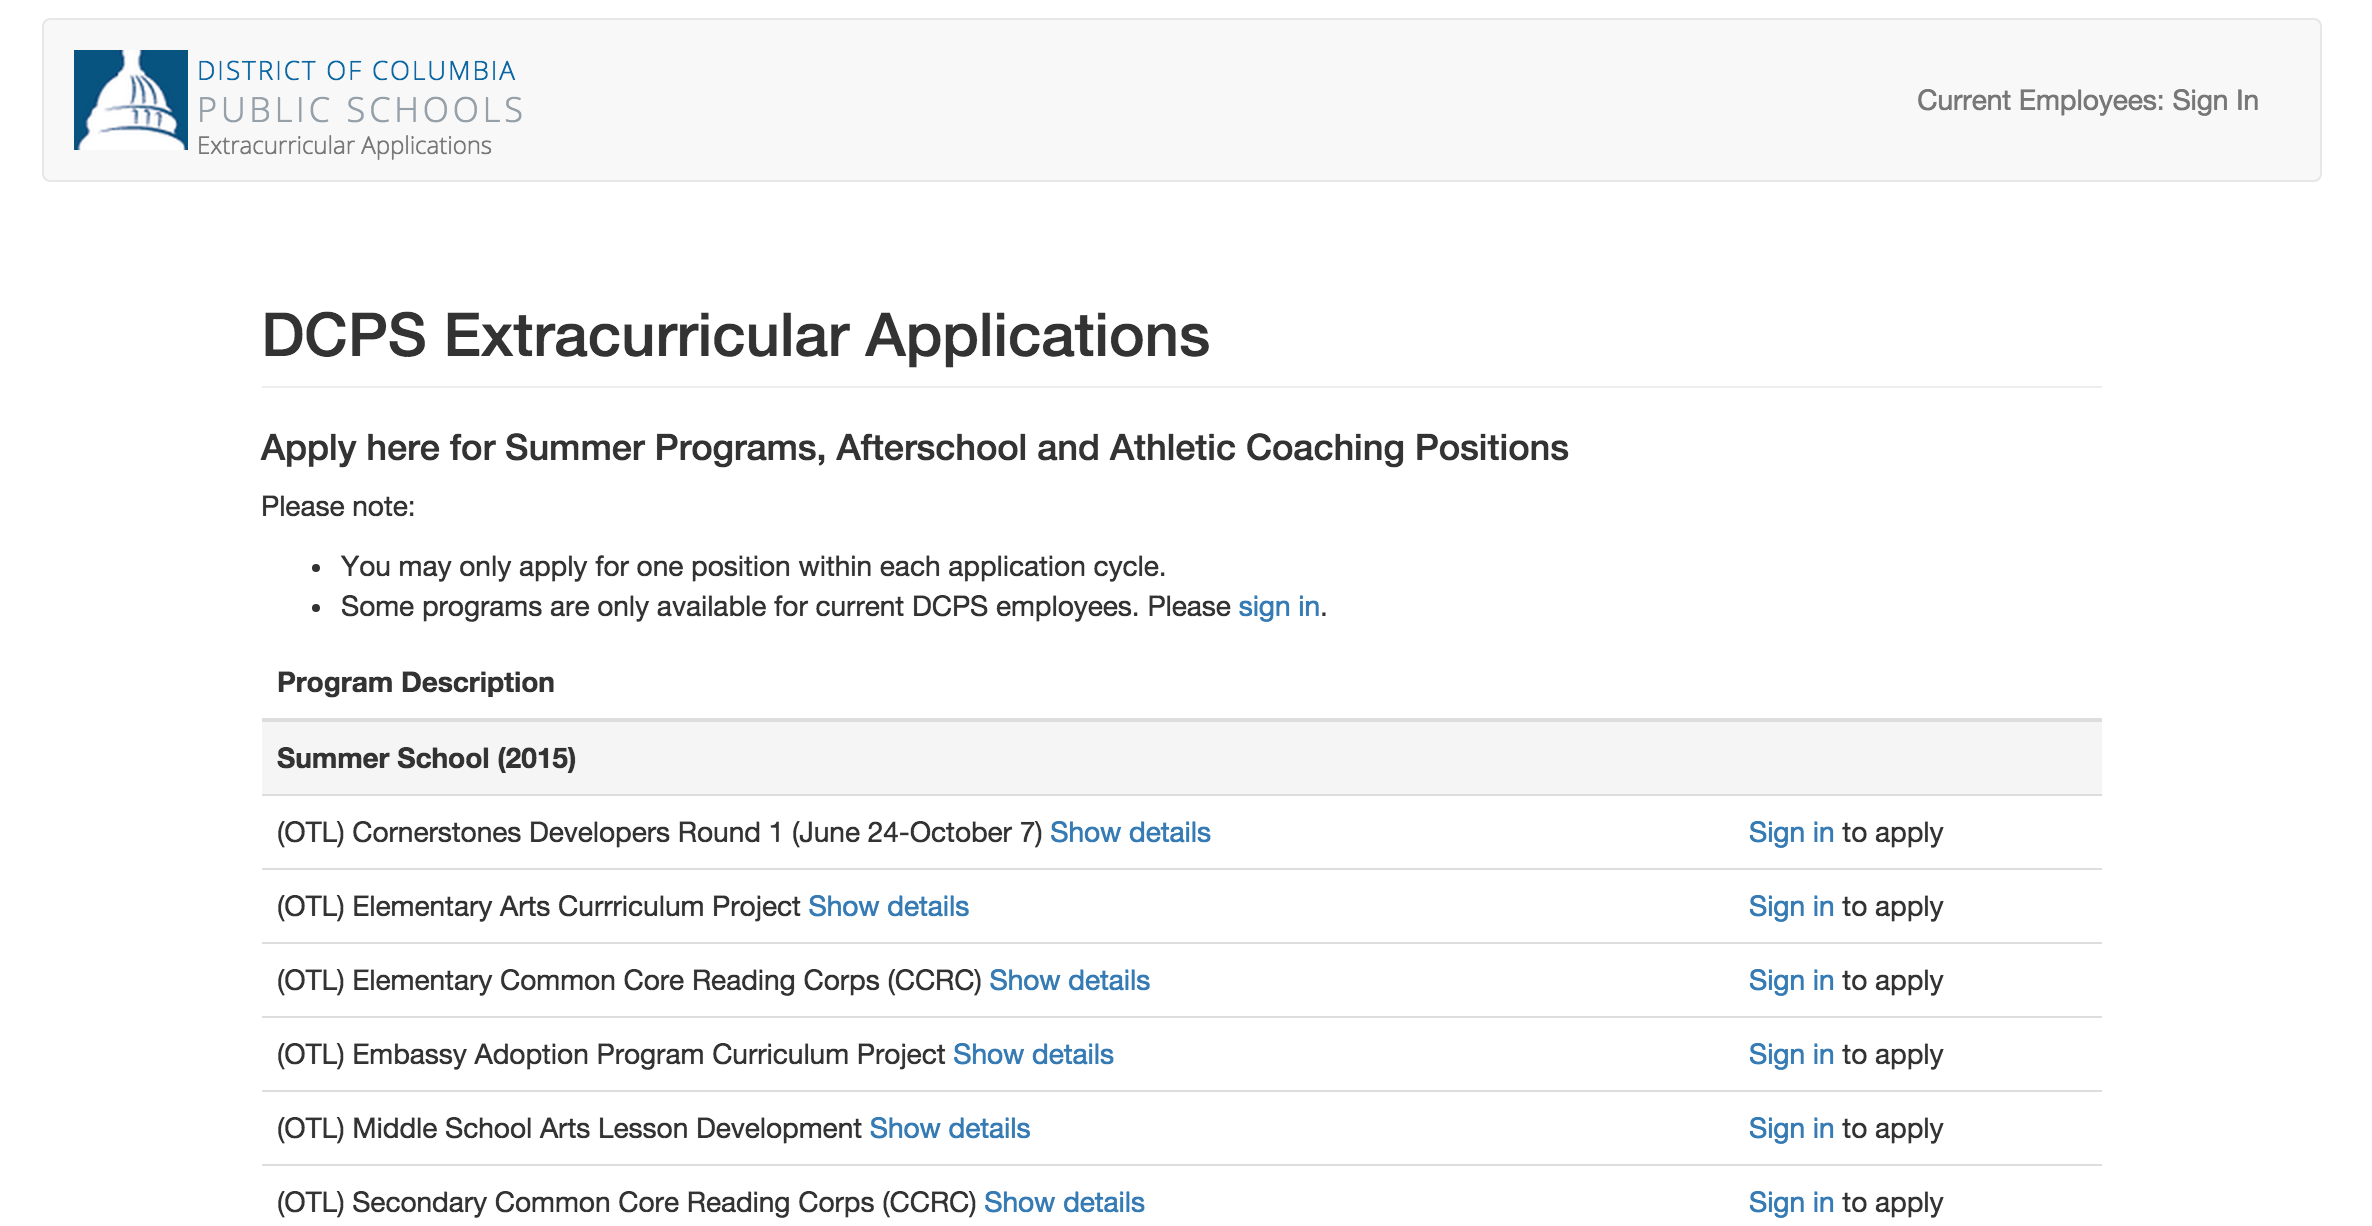 DISTRICT OF COLUMBIA
PUBLIC SCHOOLS
Extracurricular Applications
Current Employees: Sign In
DCPS Extracurricular Applications
Apply here for Summer Programs, Afterschool and Athletic Coaching Positions
Please note:
• You may only apply for one position within each application cycle.
• Some programs are only available for current DCPS employees. Please sign in.
Program Description
Summer School (2015)
(OTL) Cornerstones Developers Round 1 (June 24-October 7) Show details Sign in to apply
(OTL) Elementary Arts Currriculum Project Show details Sign in to apply
(OTL) Elementary Common Core Reading Corps (CCRC) Show details Sign in to apply
(OTL) Embassy Adoption Program Curriculum Project Show details Sign in to apply
(OTL) Middle School Arts Lesson Development Show details Sign in to apply
(OTL) Secondary Common Core Reading Corps (CCRC) Show details Sign in to apply